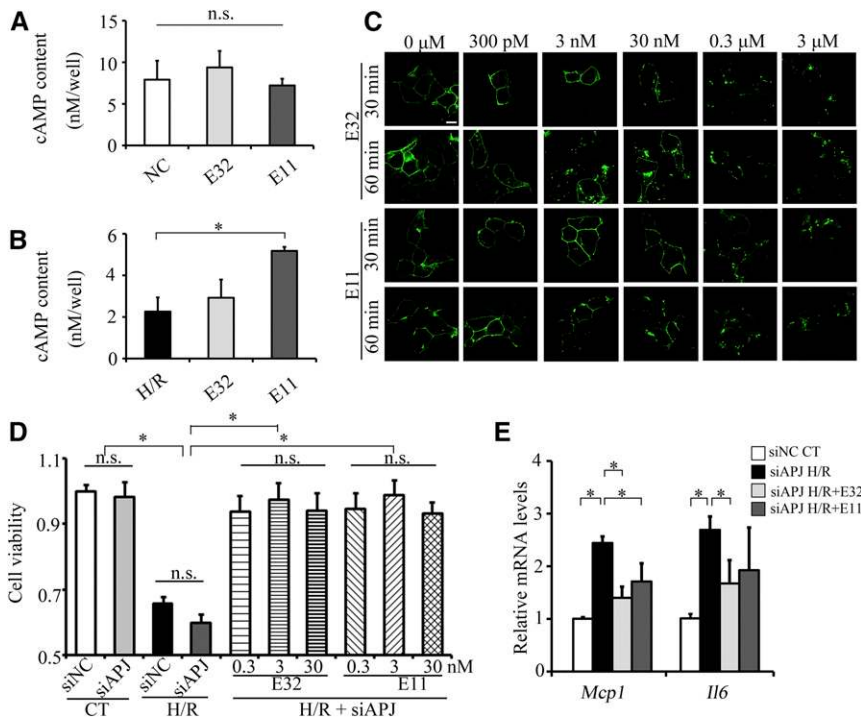 A
n.s.
cAMP content
(nM/well)
15
10
5
0
NC
E32
E11
B
*
cAMP content
(nM/well)
6
4
2
0
H/R
E32
E11
C
0 μM
300 pM
3 nM
30 nM
0.3 μM
3 μM
E32
30 min
60 min
E11
30 min
60 min
D
*
*
*
n.s.
n.s.
n.s.
n.s.
Cell viability
1.1
0.9
0.7
0.5
siNC
siAPJ
siNC
siAPJ
0.3
3
30
0.3
3
30
nM
E32
E11
CT
H/R
H/R + siAPJ
E
siNC CT
siAPJ H/R
siAPJ H/R+E32
siAPJ H/R+E11
*
*
*
*
*
Relative mRNA levels
4
3
2
1
0
Mcp1
Il6